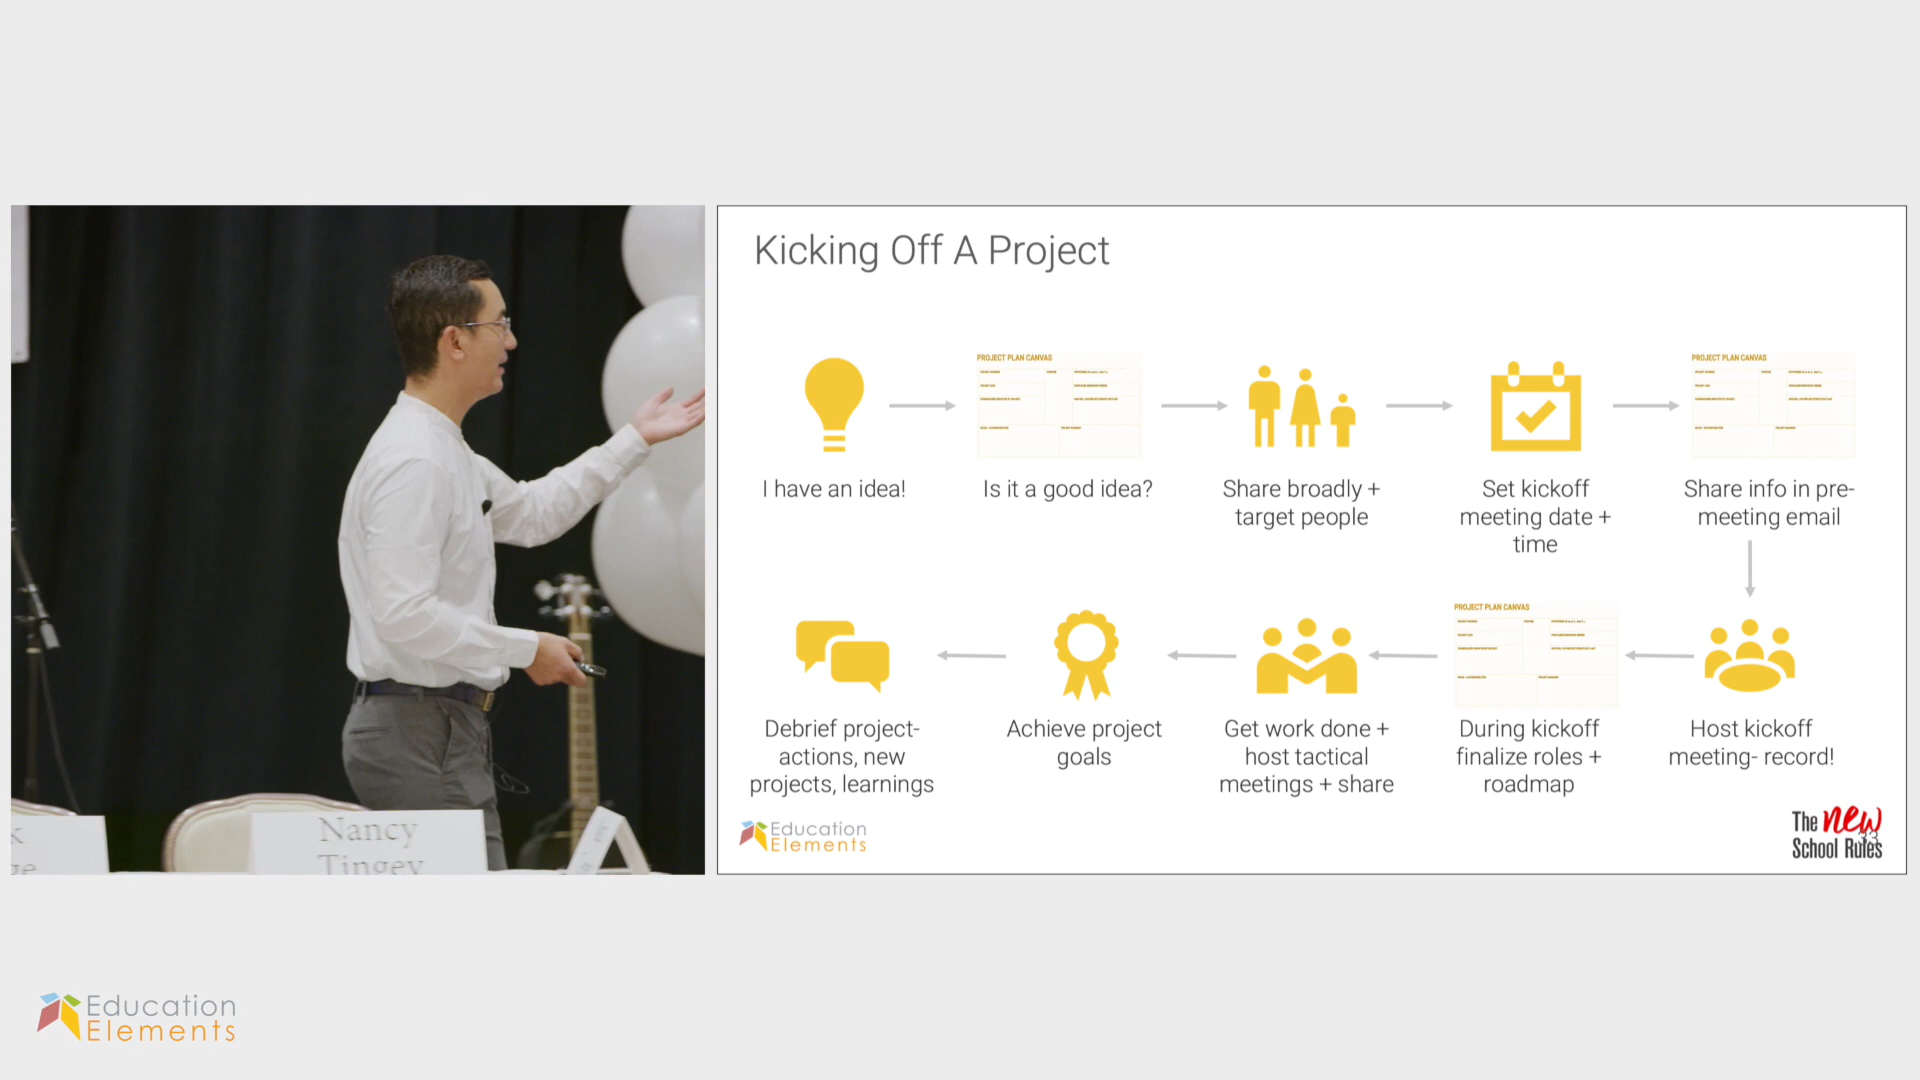 Kicking Off A Project
PROJECT PLAN CANVAS
PROJECT PLAN CANVAS
I have an idea!
Is it a good idea?
Share broadly +
target people
Set kickoff
meeting date +
time
Share info in pre-
meeting email
PROJECT PLAN CANVAS
Debrief project-
actions, new
projects, learnings
Achieve project
goals
Get work done +
host tactical
meetings + share
During kickoff
finalize roles +
roadmap
Host kickoff
meeting- record!
Education
Elements
The new
School Rules
33
Nancy
Tingey
Education
Elements